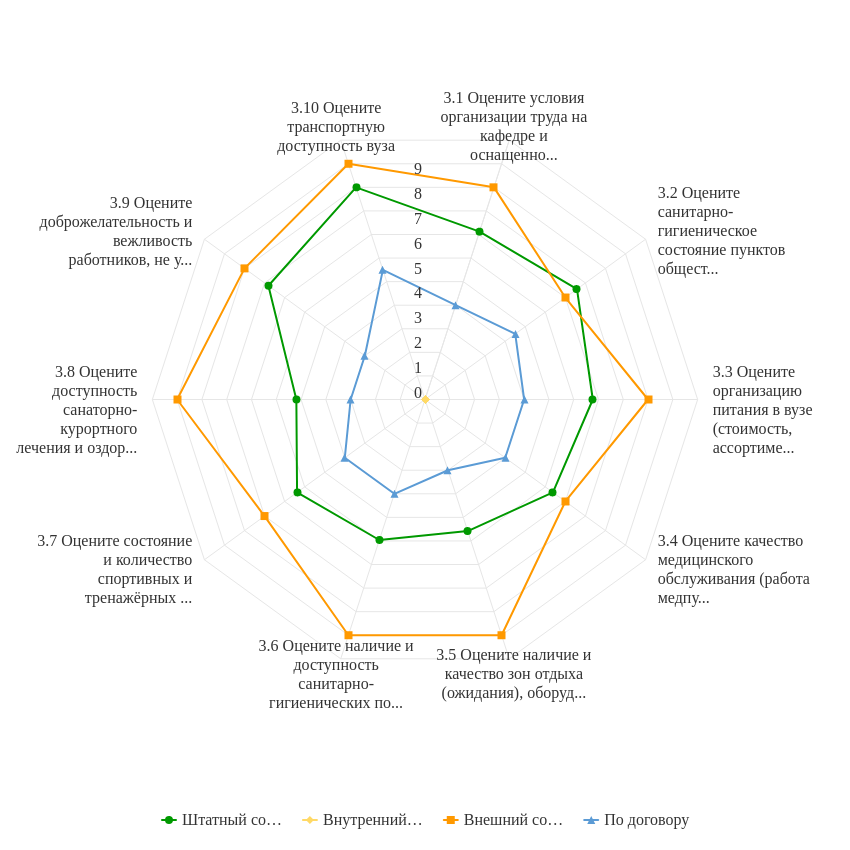 3.10 Оцените
транспортную
доступность вуза
3.1 Оцените условия
организации труда на
кафедре и
оснащенно...
3.2 Оцените
санитарно-
гигиеническое
состояние пунктов
общест...
3.3 Оцените
организацию
питания в вузе
(стоимость,
ассортиме...
3.4 Оцените качество
медицинского
обслуживания (работа
медпу...
3.5 Оцените наличие и
качество зон отдыха
(ожидания), оборуд...
3.6 Оцените наличие и
доступность
санитарно-
гигиенических по...
3.7 Оцените состояние
и количество
спортивных и
тренажёрных ...
3.8 Оцените
доступность
санаторно-
курортного
лечения и оздор...
3.9 Оцените
доброжелательность и
вежливость
работников, не у...
9
8
7
6
5
4
3
2
1
0
Штатный со…
Внутренний…
Внешний со…
По договору